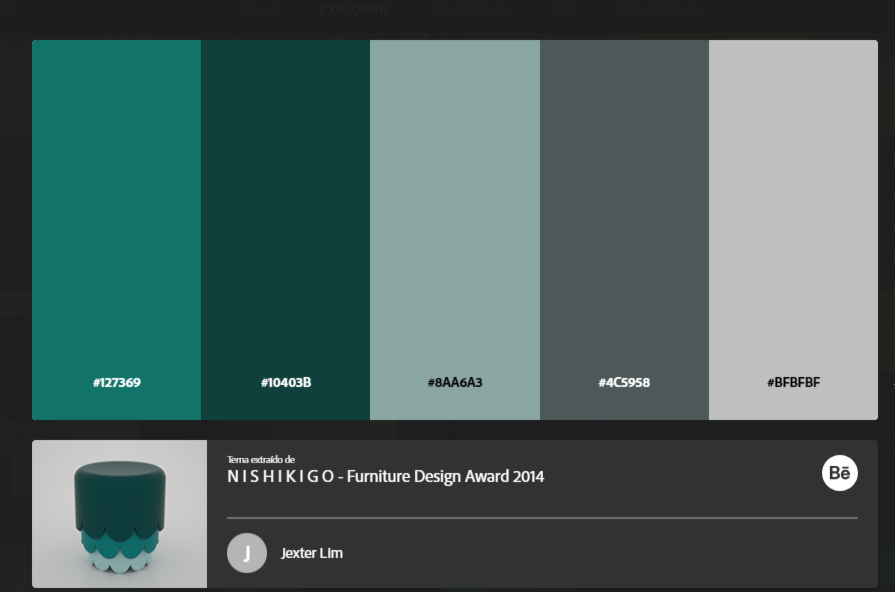 EXPLORAR
#127369
#10403B
#8AA6A3
#4C5958
#BFBFBF
Tema extraído de
N I S H I K I G O - Furniture Design Award 2014
Bē
J
Jexter Lim